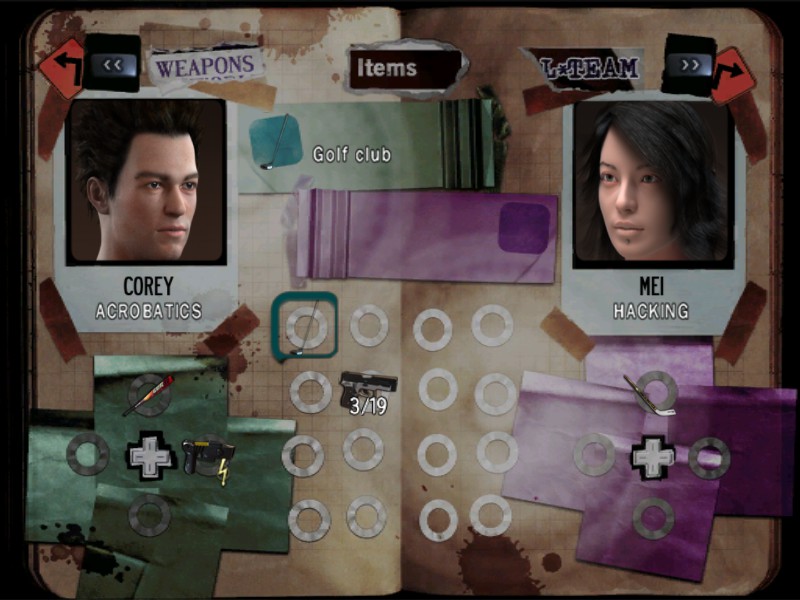 WEAPONS
Items
L★TEAM
Golf club
COREY
ACROBATICS
MEI
HACKING
3/19